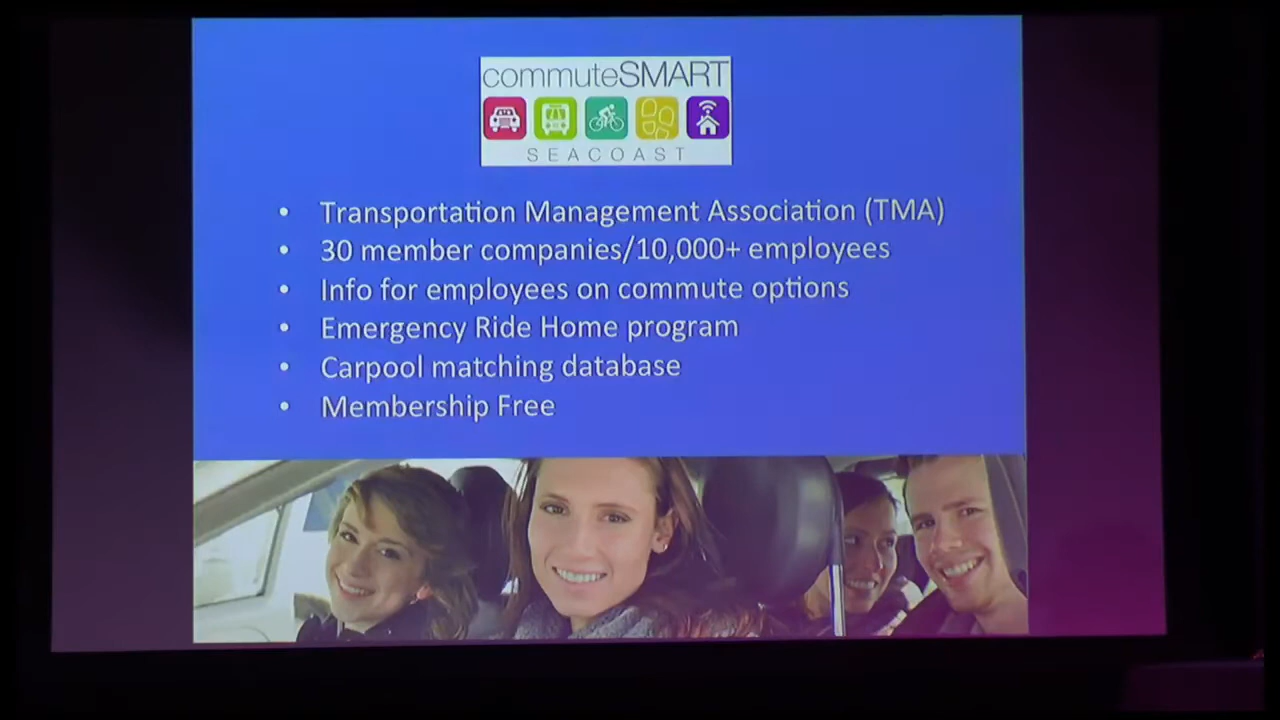 commuteSMART
SEACOAST
• Transportation Management Association (TMA)
• 30 member companies/10,000+ employees
• Info for employees on commute options
• Emergency Ride Home program
• Carpool matching database
• Membership Free